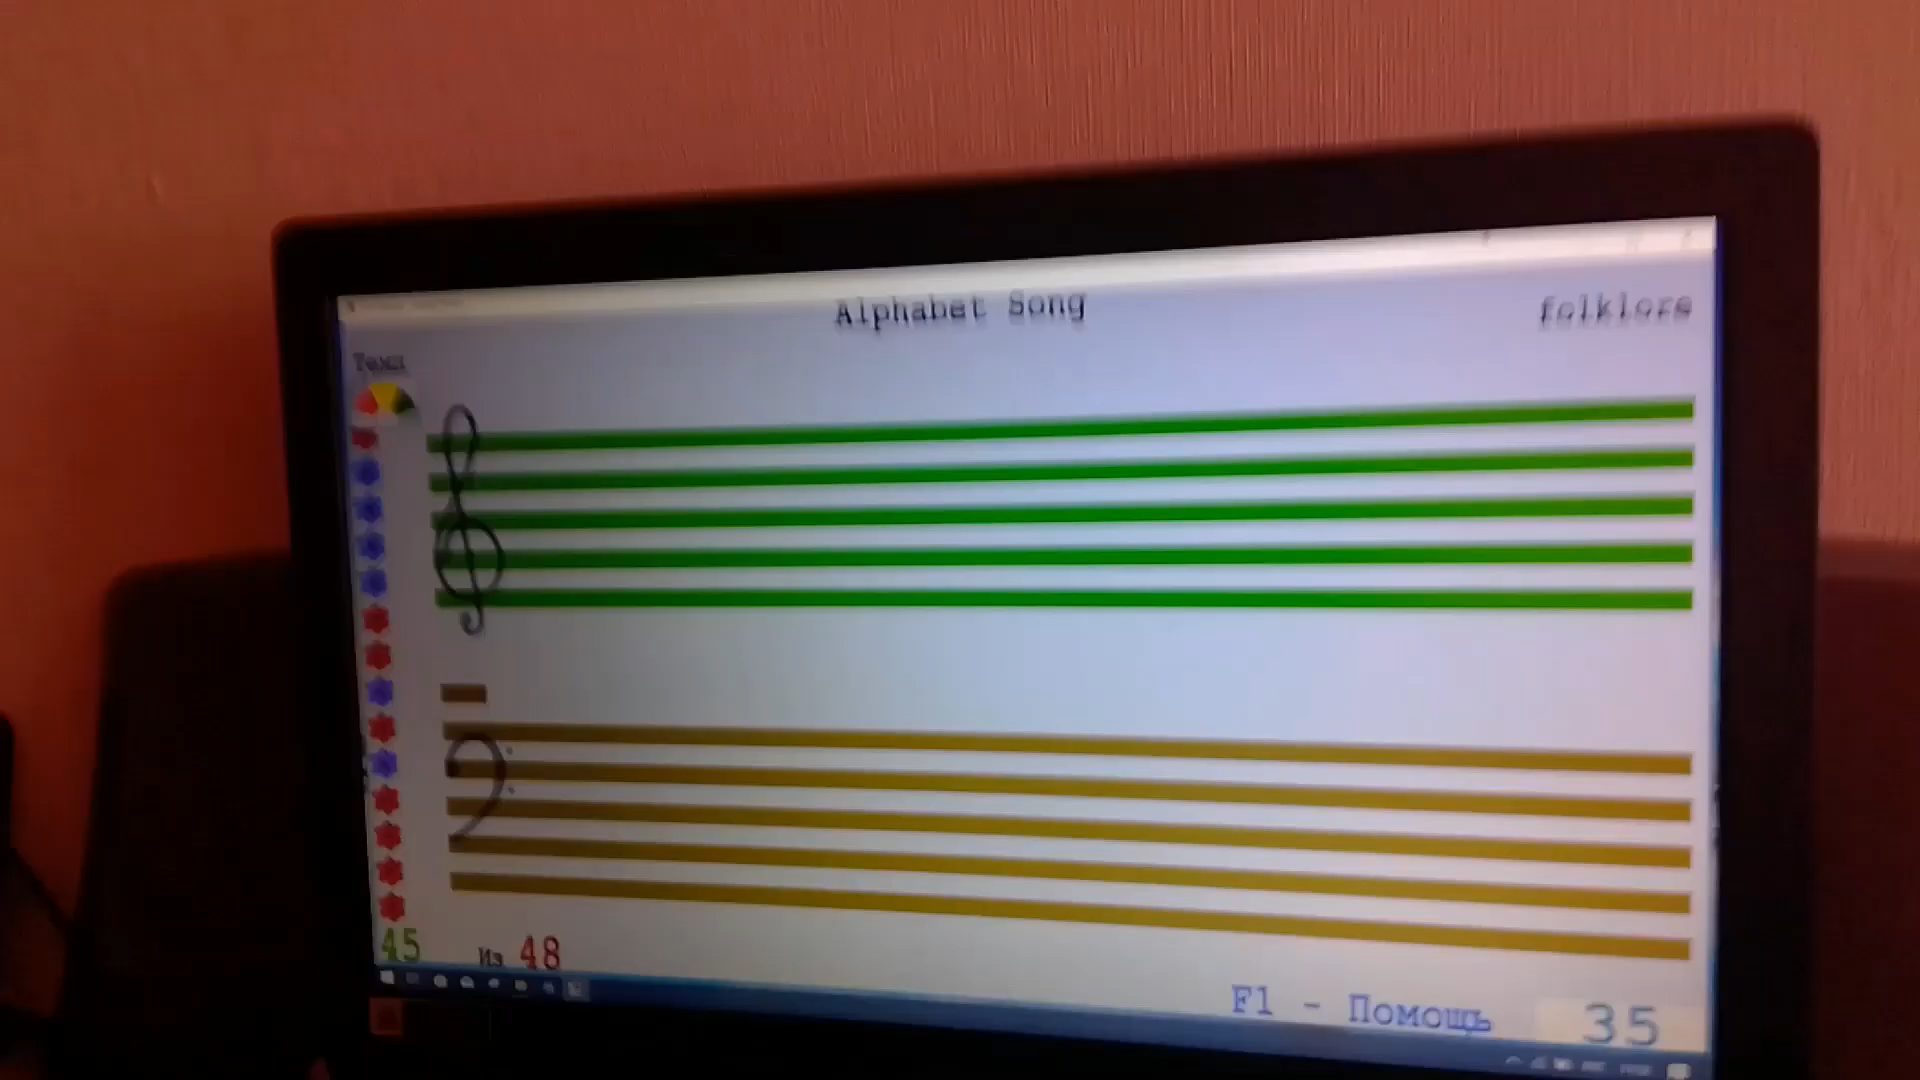 Alphabet Song
folklore
Темп
45 Из 48
F1 - Помощь
35